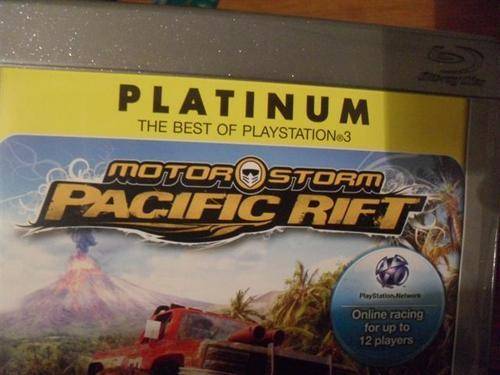 Blu-ray Disc
PLATINUM
THE BEST OF PLAYSTATION®3
MOTORSTORM
PACIFIC RIFT
PlayStation Network
Online racing
for up to
12 players